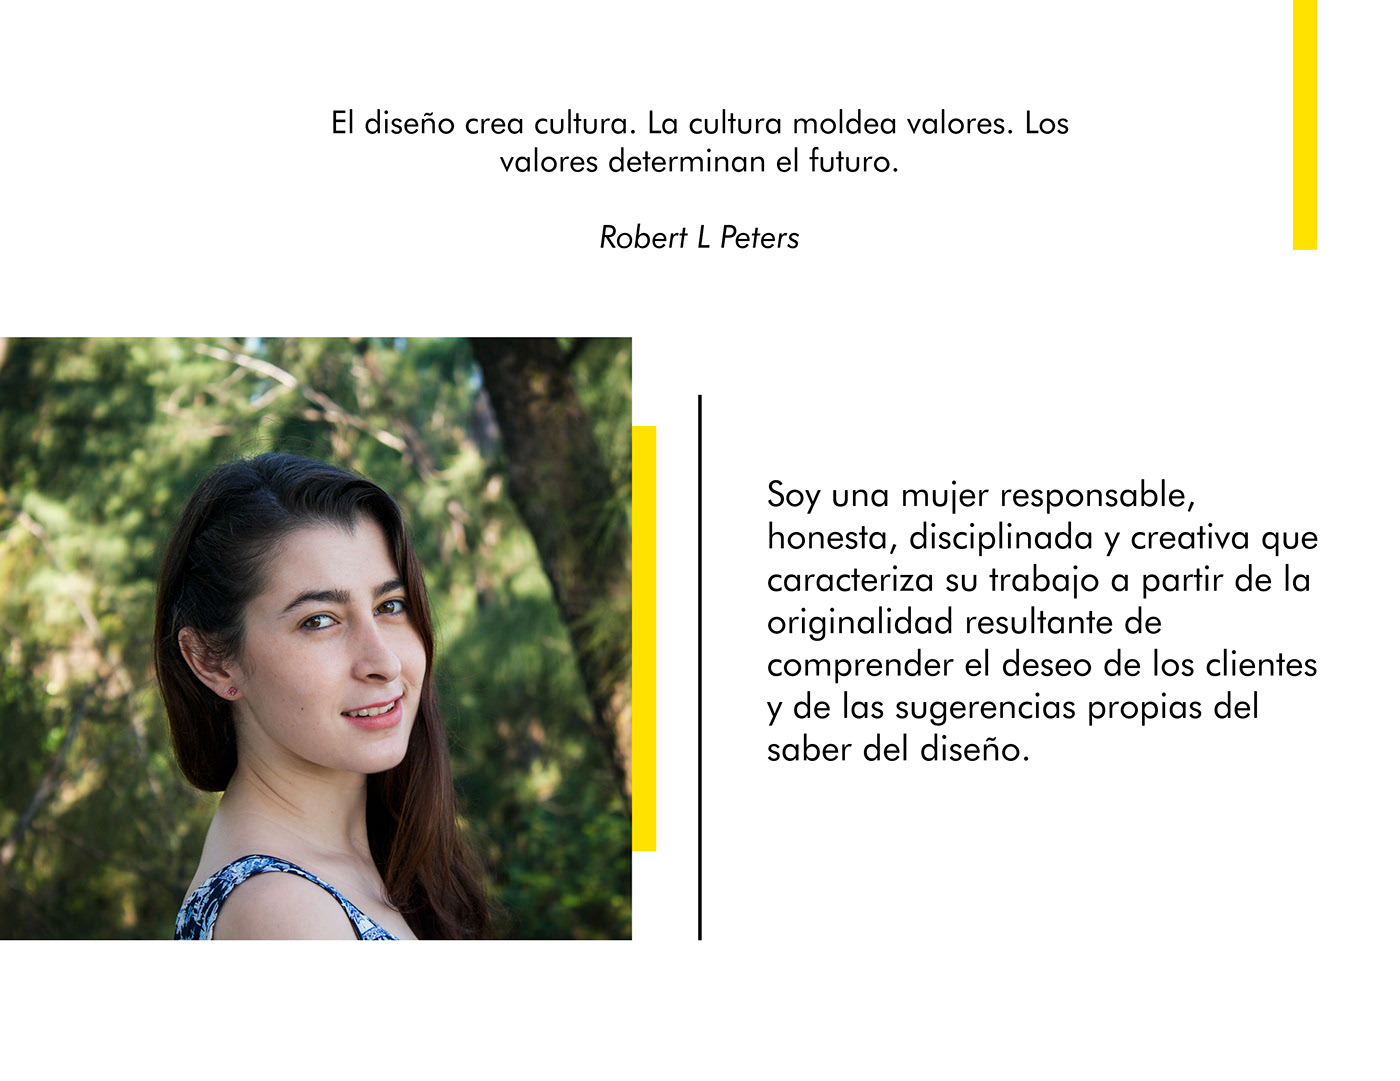 El diseño crea cultura. La cultura moldea valores. Los
valores determinan el futuro.
Robert L Peters
Soy una mujer responsable,
honesta, disciplinada y creativa que
caracteriza su trabajo a partir de la
originalidad resultante de
comprender el deseo de los clientes
y de las sugerencias propias del
saber del diseño.